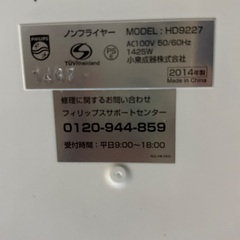 ノンフライヤー MODEL: HD9227
AC100V 50/60Hz
1425W
小泉成器株式会社
PHILIPS
TÜVRheinland
PS E
2014年製
修理に関するお問い合わせ
フィリップスサポートセンター
0120-944-859
受付時間：平日9:00～18:00